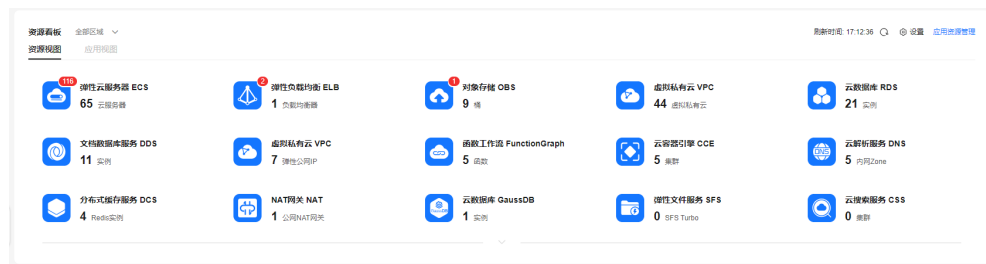 资源看板 全部区域 刷新时间: 17:12:36 设置 应用资源管理
资源视图 应用视图
116 弹性云服务器 ECS
65 云服务器
2 弹性负载均衡 ELB
1 负载均衡器
1 对象存储 OBS
9 桶
虚拟私有云 VPC
44 虚拟私有云
云数据库 RDS
21 实例
文档数据库服务 DDS
11 实例
虚拟私有云 VPC
7 弹性公网IP
函数工作流 FunctionGraph
5 函数
云容器引擎 CCE
5 集群
DNS 云解析服务 DNS
5 内网Zone
分布式缓存服务 DCS
4 Redis实例
NAT网关 NAT
1 公网NAT网关
GaussDB 云数据库 GaussDB
1 实例
弹性文件服务 SFS
0 SFS Turbo
云搜索服务 CSS
0 集群